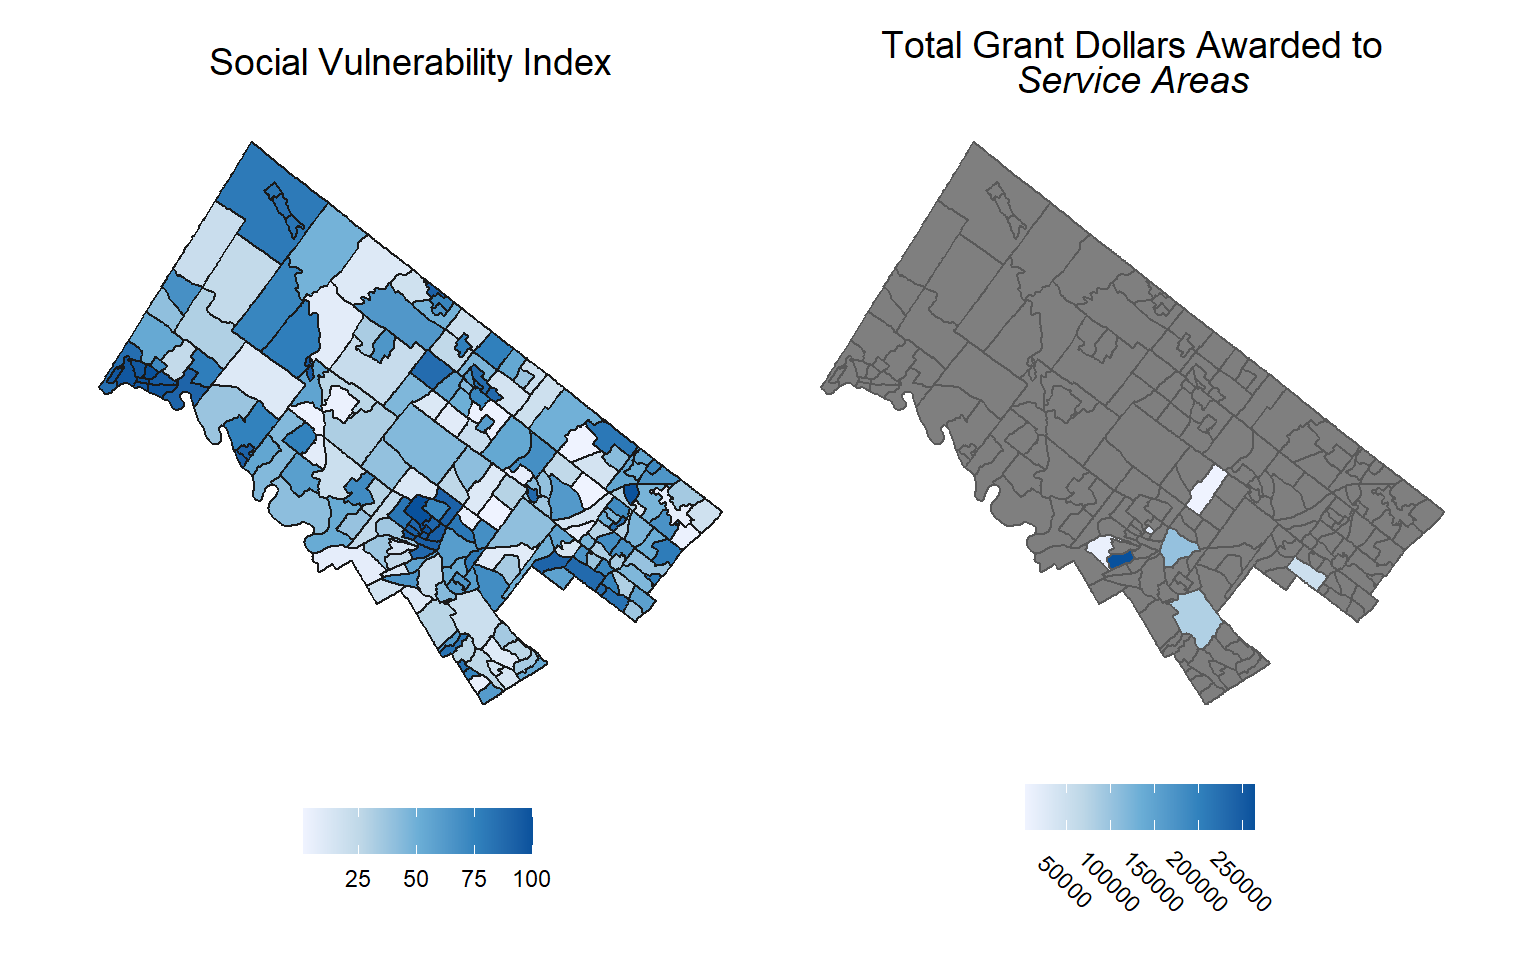 Social Vulnerability Index
Total Grant Dollars Awarded to
Service Areas
25 50 75 100
50000 100000 150000 200000 250000